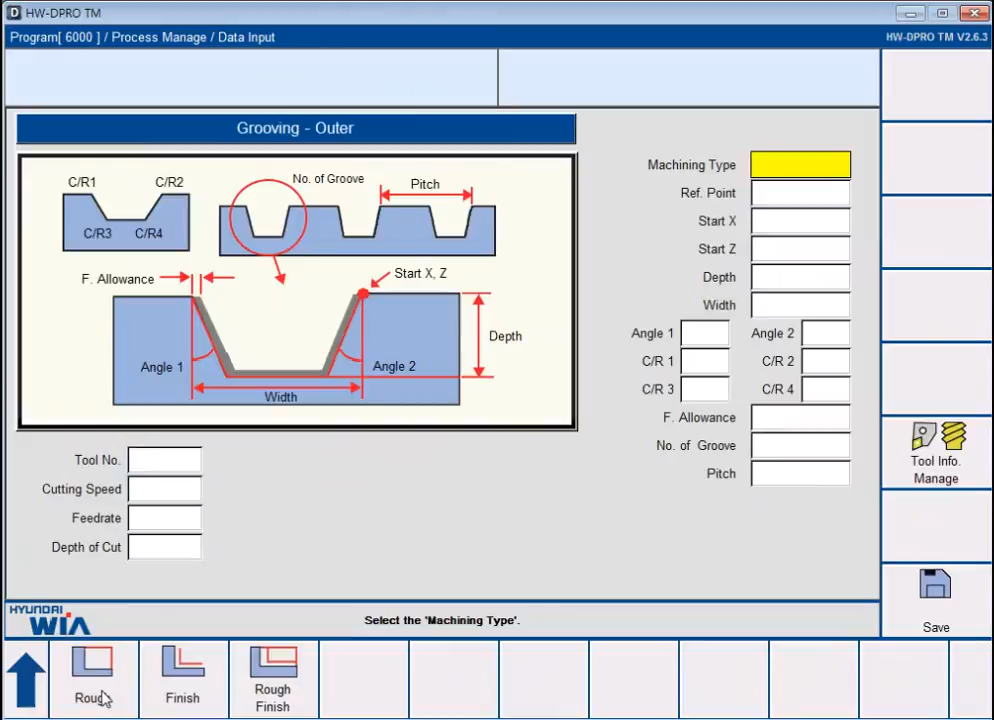 HW-DPRO TM
Program[ 6000 ] / Process Manage / Data Input
HW-DPRO TM V2.6.3
Grooving - Outer
C/R1
C/R2
C/R3
C/R4
No. of Groove
Pitch
F. Allowance
Start X, Z
Depth
Angle 1
Angle 2
Width
Machining Type
Ref. Point
Start X
Start Z
Depth
Width
Angle 1
Angle 2
C/R 1
C/R 2
C/R 3
C/R 4
F. Allowance
No. of Groove
Pitch
Tool No.
Cutting Speed
Feedrate
Depth of Cut
Tool Info.
Manage
Save
HYUNDAI
WIA
Select the 'Machining Type'.
Rough
Finish
Rough
Finish